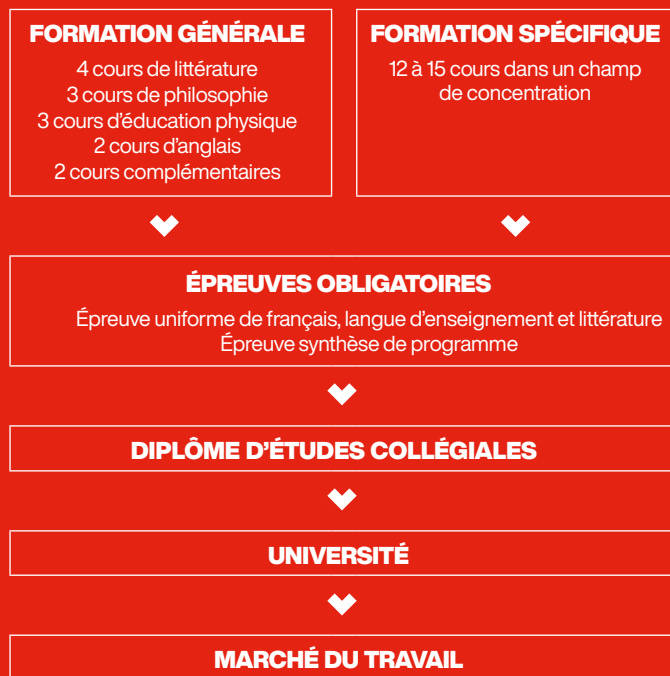 FORMATION GÉNÉRALE
4 cours de littérature
3 cours de philosophie
3 cours d'éducation physique
2 cours d'anglais
2 cours complémentaires
FORMATION SPÉCIFIQUE
12 à 15 cours dans un champ
de concentration
ÉPREUVES OBLIGATOIRES
Épreuve uniforme de français, langue d'enseignement et littérature
Épreuve synthèse de programme
DIPLÔME D'ÉTUDES COLLÉGIALES
UNIVERSITÉ
MARCHÉ DU TRAVAIL